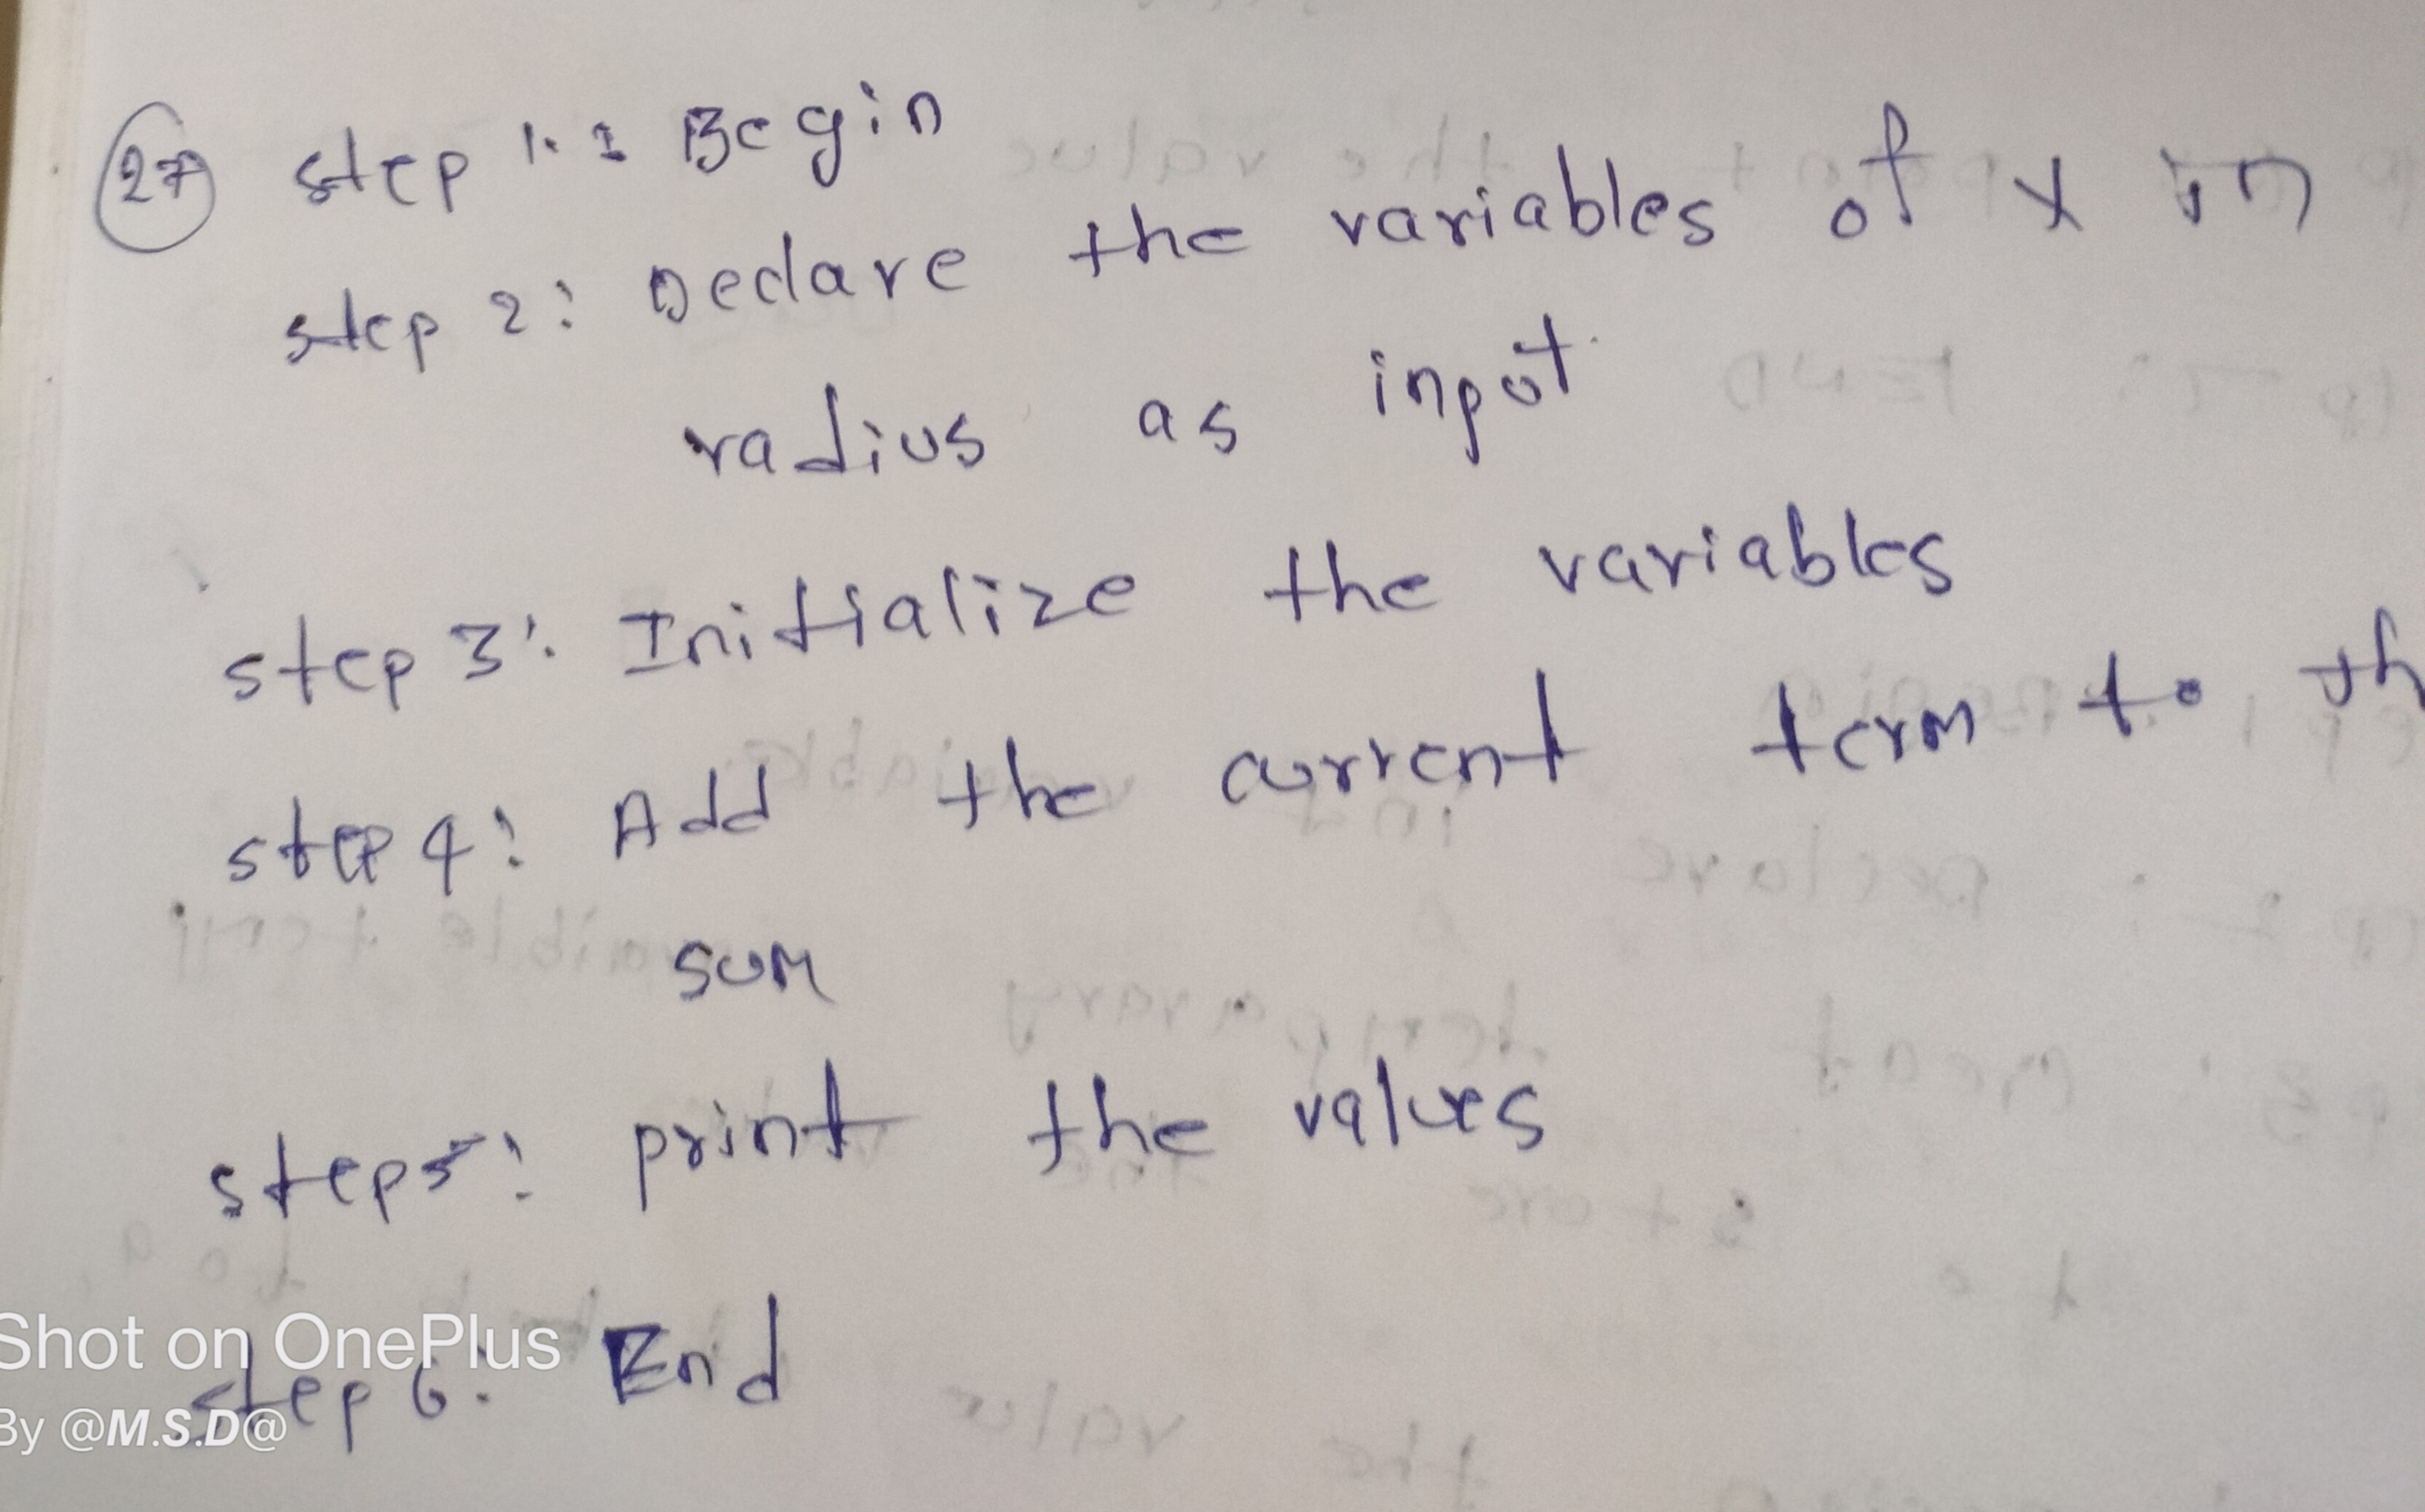 27 step 1. : Begin
step 2: Declare the variables of x in
radius as input
step 3: Initialize the variables
step 4: Add the current term to th
sum
step 5: print the values
step 6: End
Shot on OnePlus
By @M.S.D@